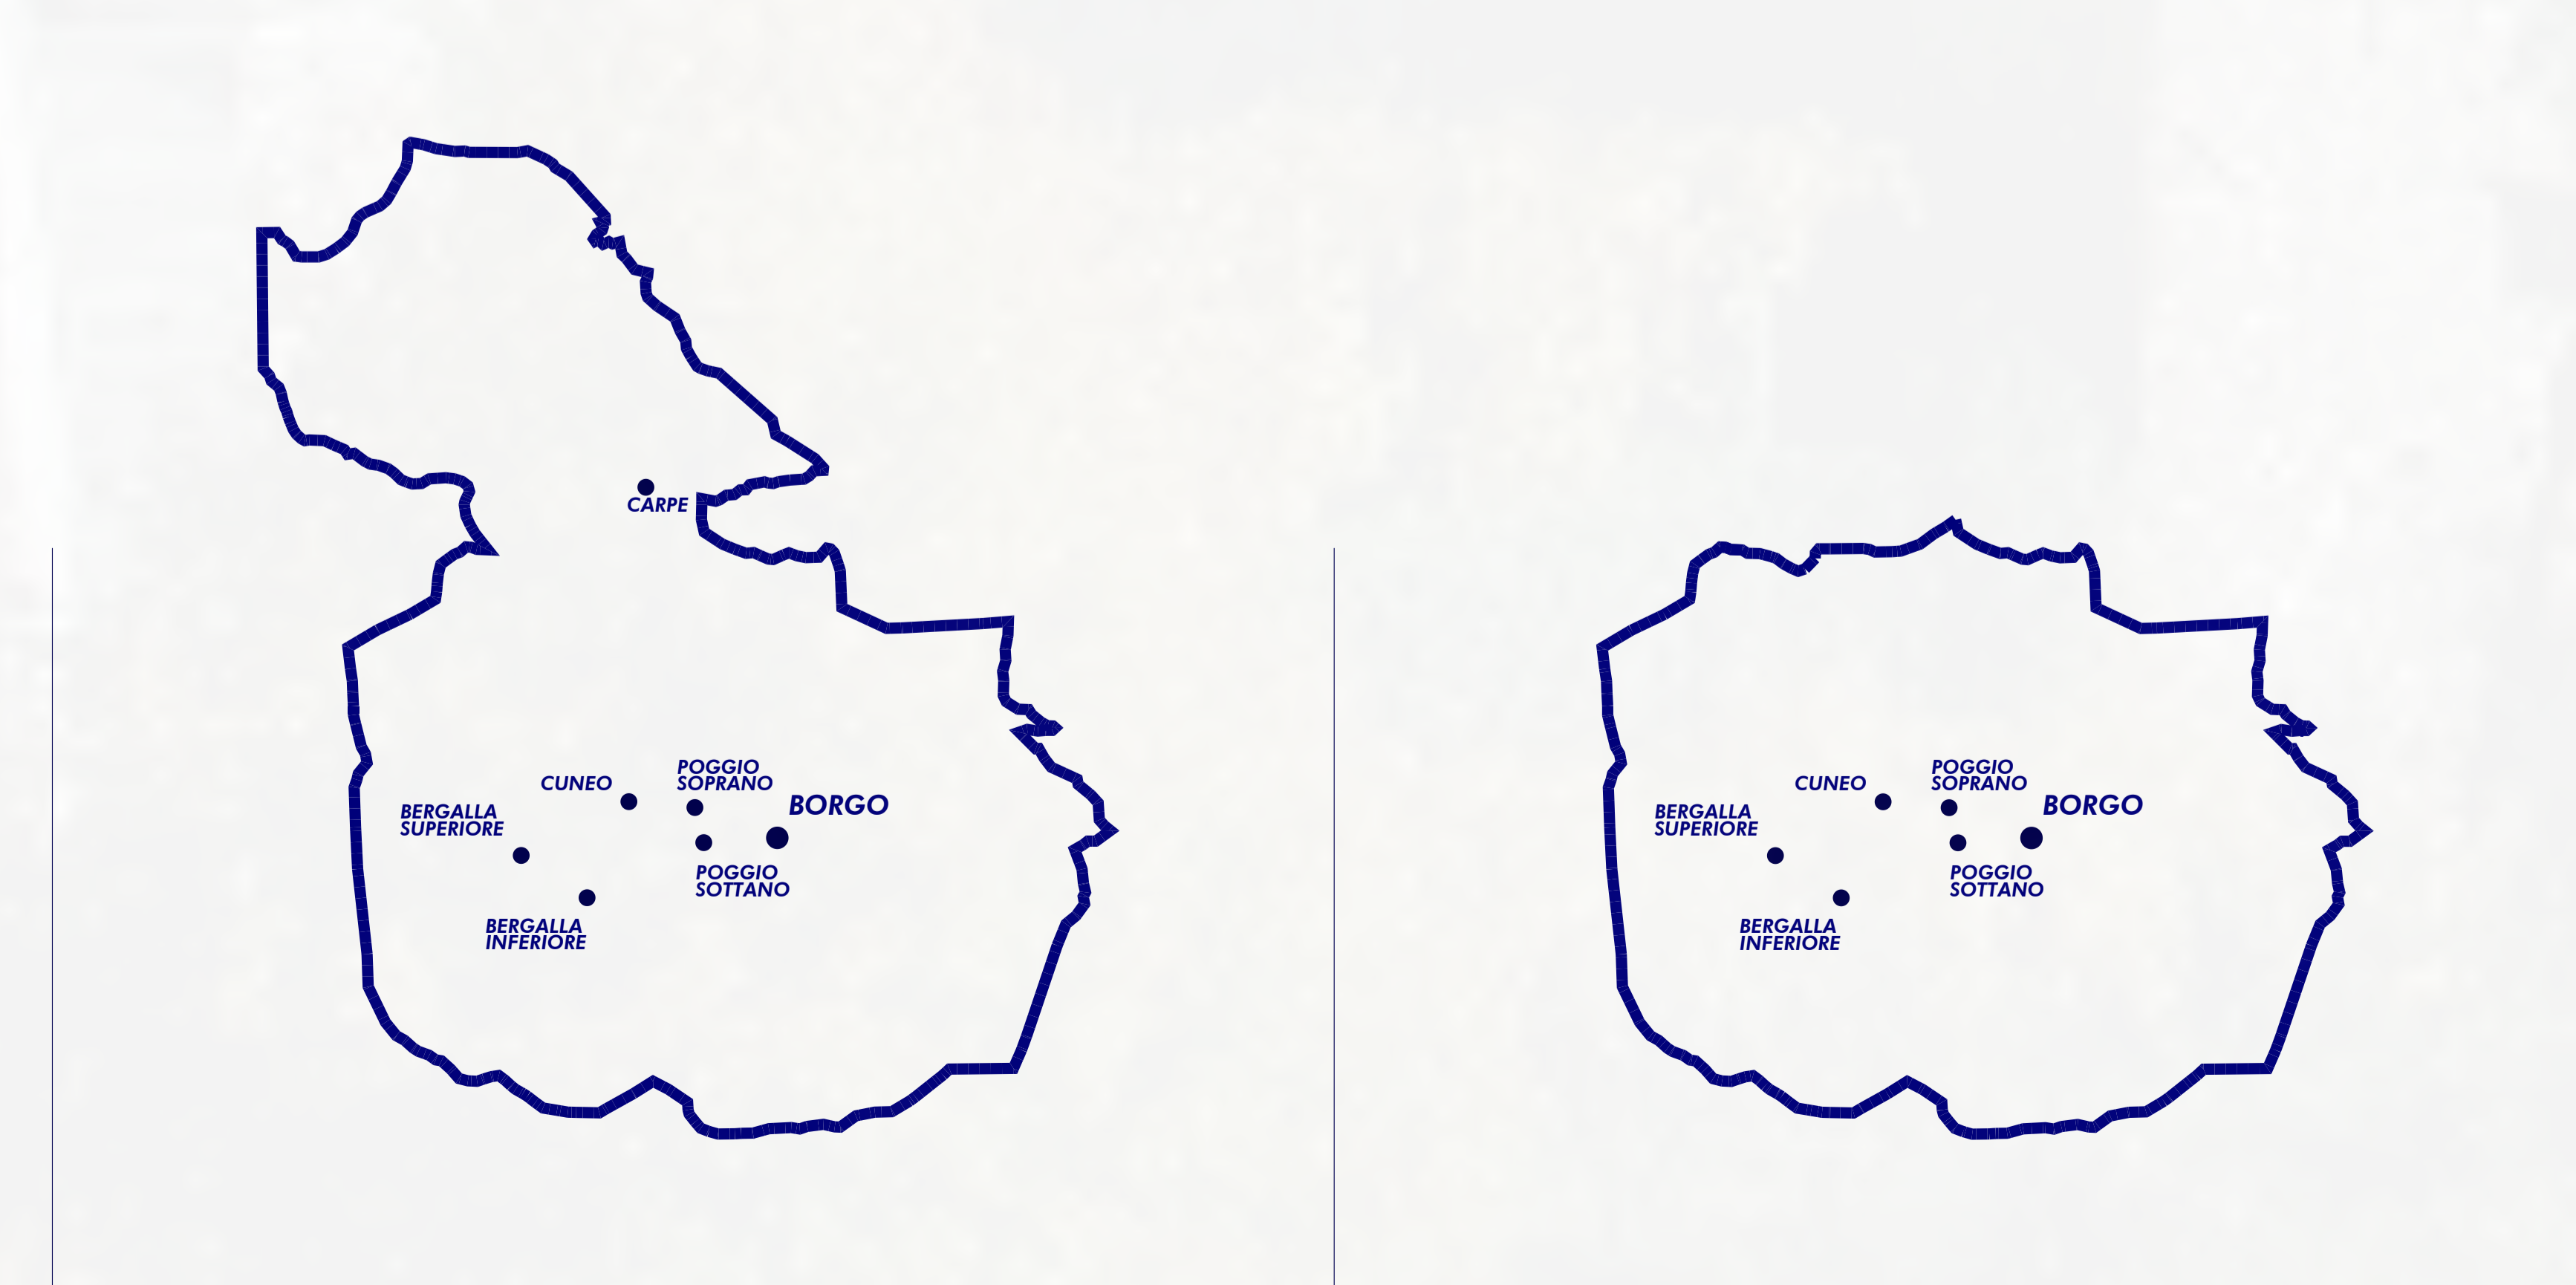 CARPE
POGGIO
SOPRANO
CUNEO
BORGO
BERGALLA
SUPERIORE
POGGIO
SOTTANO
BERGALLA
INFERIORE
POGGIO
SOPRANO
CUNEO
BORGO
BERGALLA
SUPERIORE
POGGIO
SOTTANO
BERGALLA
INFERIORE